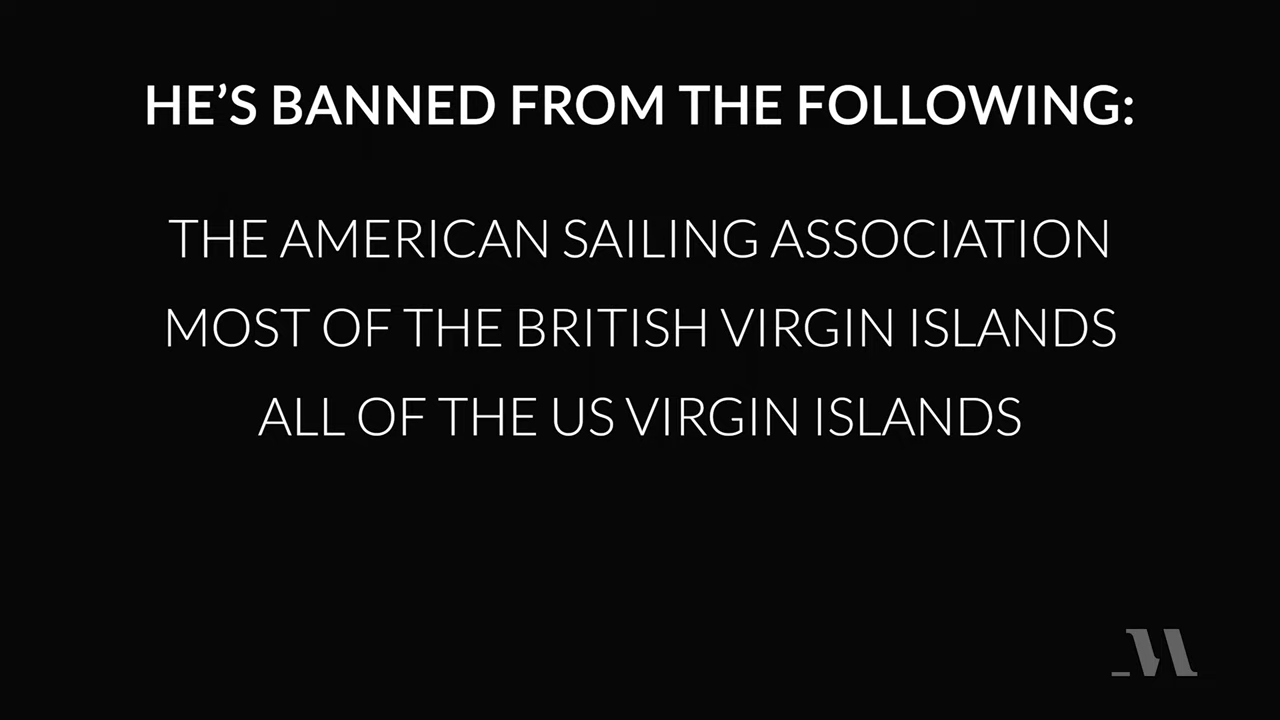 HE’S BANNED FROM THE FOLLOWING:
THE AMERICAN SAILING ASSOCIATION
MOST OF THE BRITISH VIRGIN ISLANDS
ALL OF THE US VIRGIN ISLANDS
M